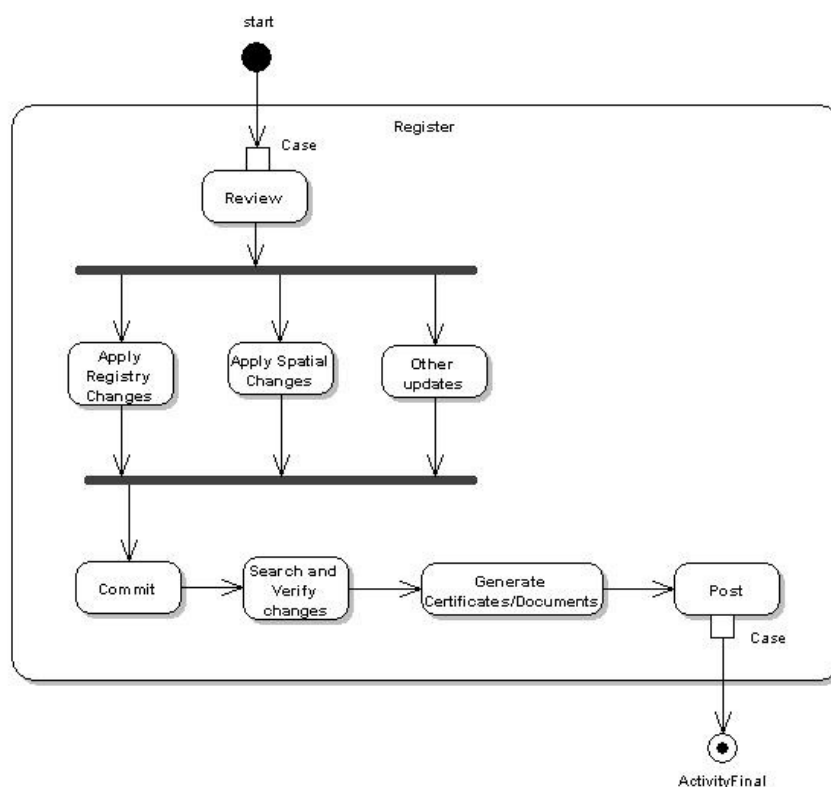 start
Register
Case
Review
Apply
Registry
Changes
Apply Spatial
Changes
Other
updates
Commit
Search and
Verify
changes
Generate
Certificates/Documents
Post
Case
ActivityFinal